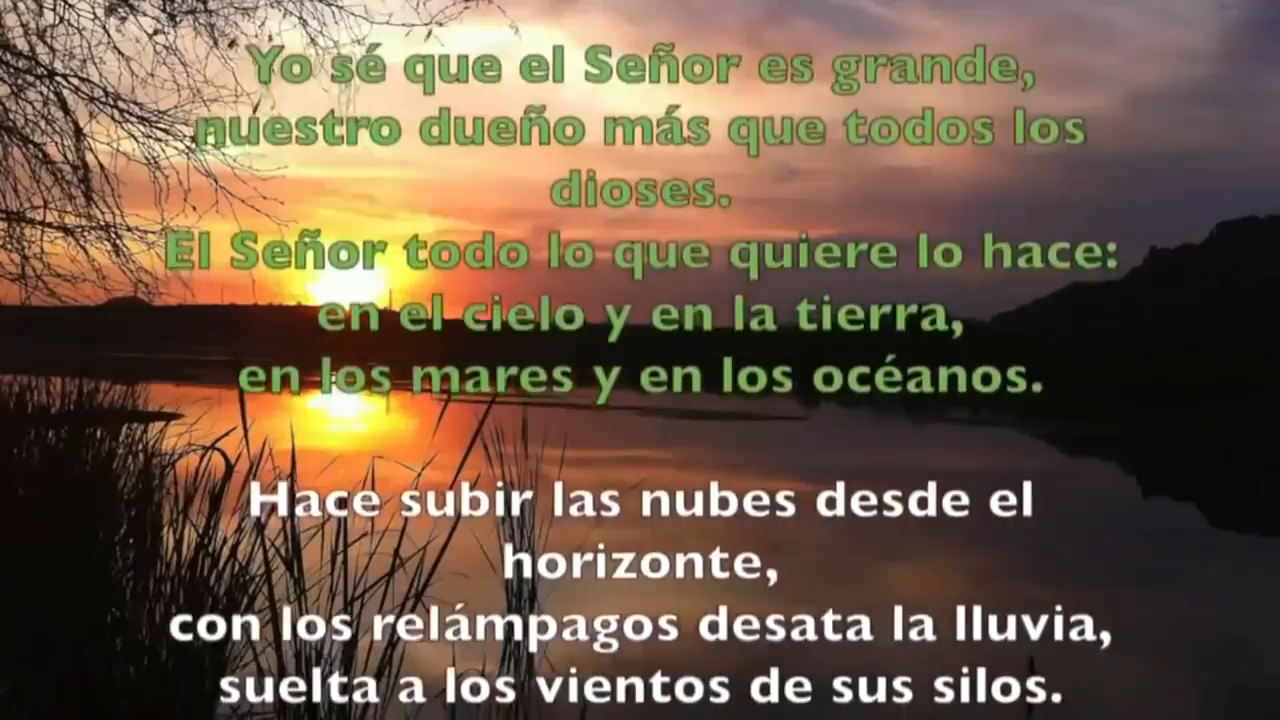 Yo sé que el Señor es grande,
nuestro dueño más que todos los
dioses.
El Señor todo lo que quiere lo hace:
en el cielo y en la tierra,
en los mares y en los océanos.
Hace subir las nubes desde el
horizonte,
con los relámpagos desata la lluvia,
suelta a los vientos de sus silos.